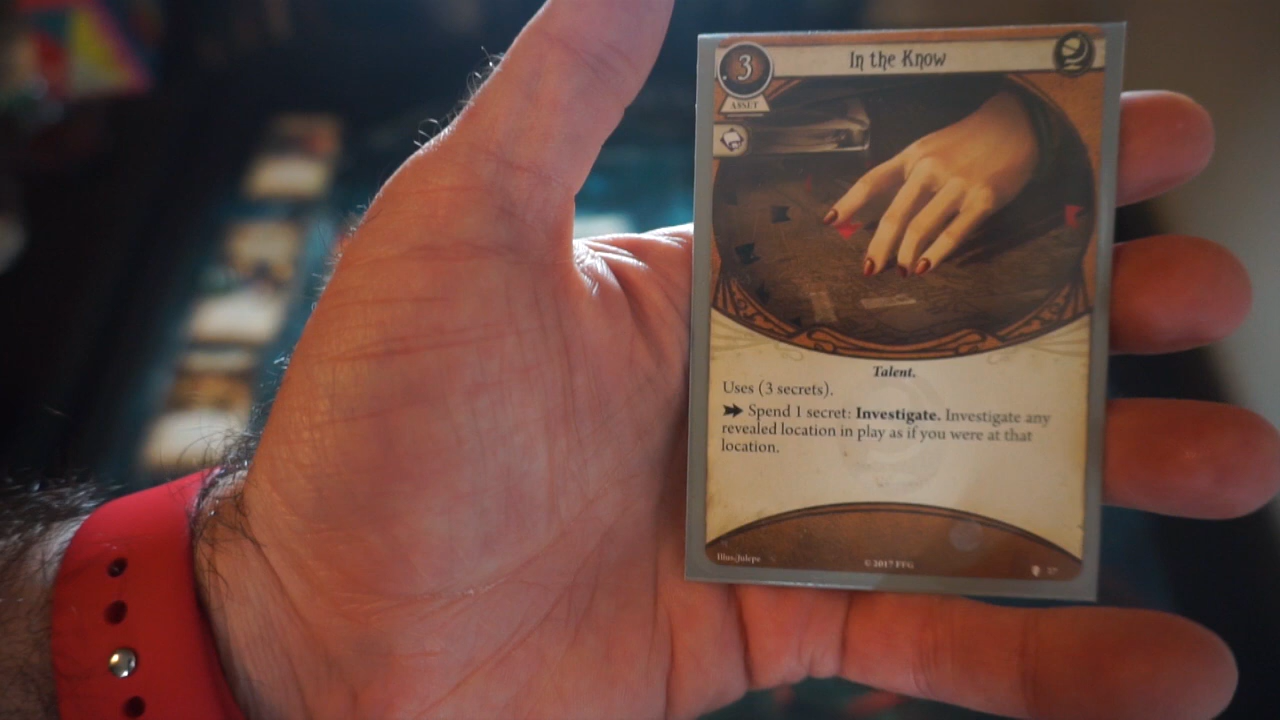 In the Know
3
ASSET
Talent.
Uses (3 secrets).
Spend 1 secret: Investigate. Investigate any
revealed location in play as if you were at that
location.
Illus. Julepe
© 2017 FFG